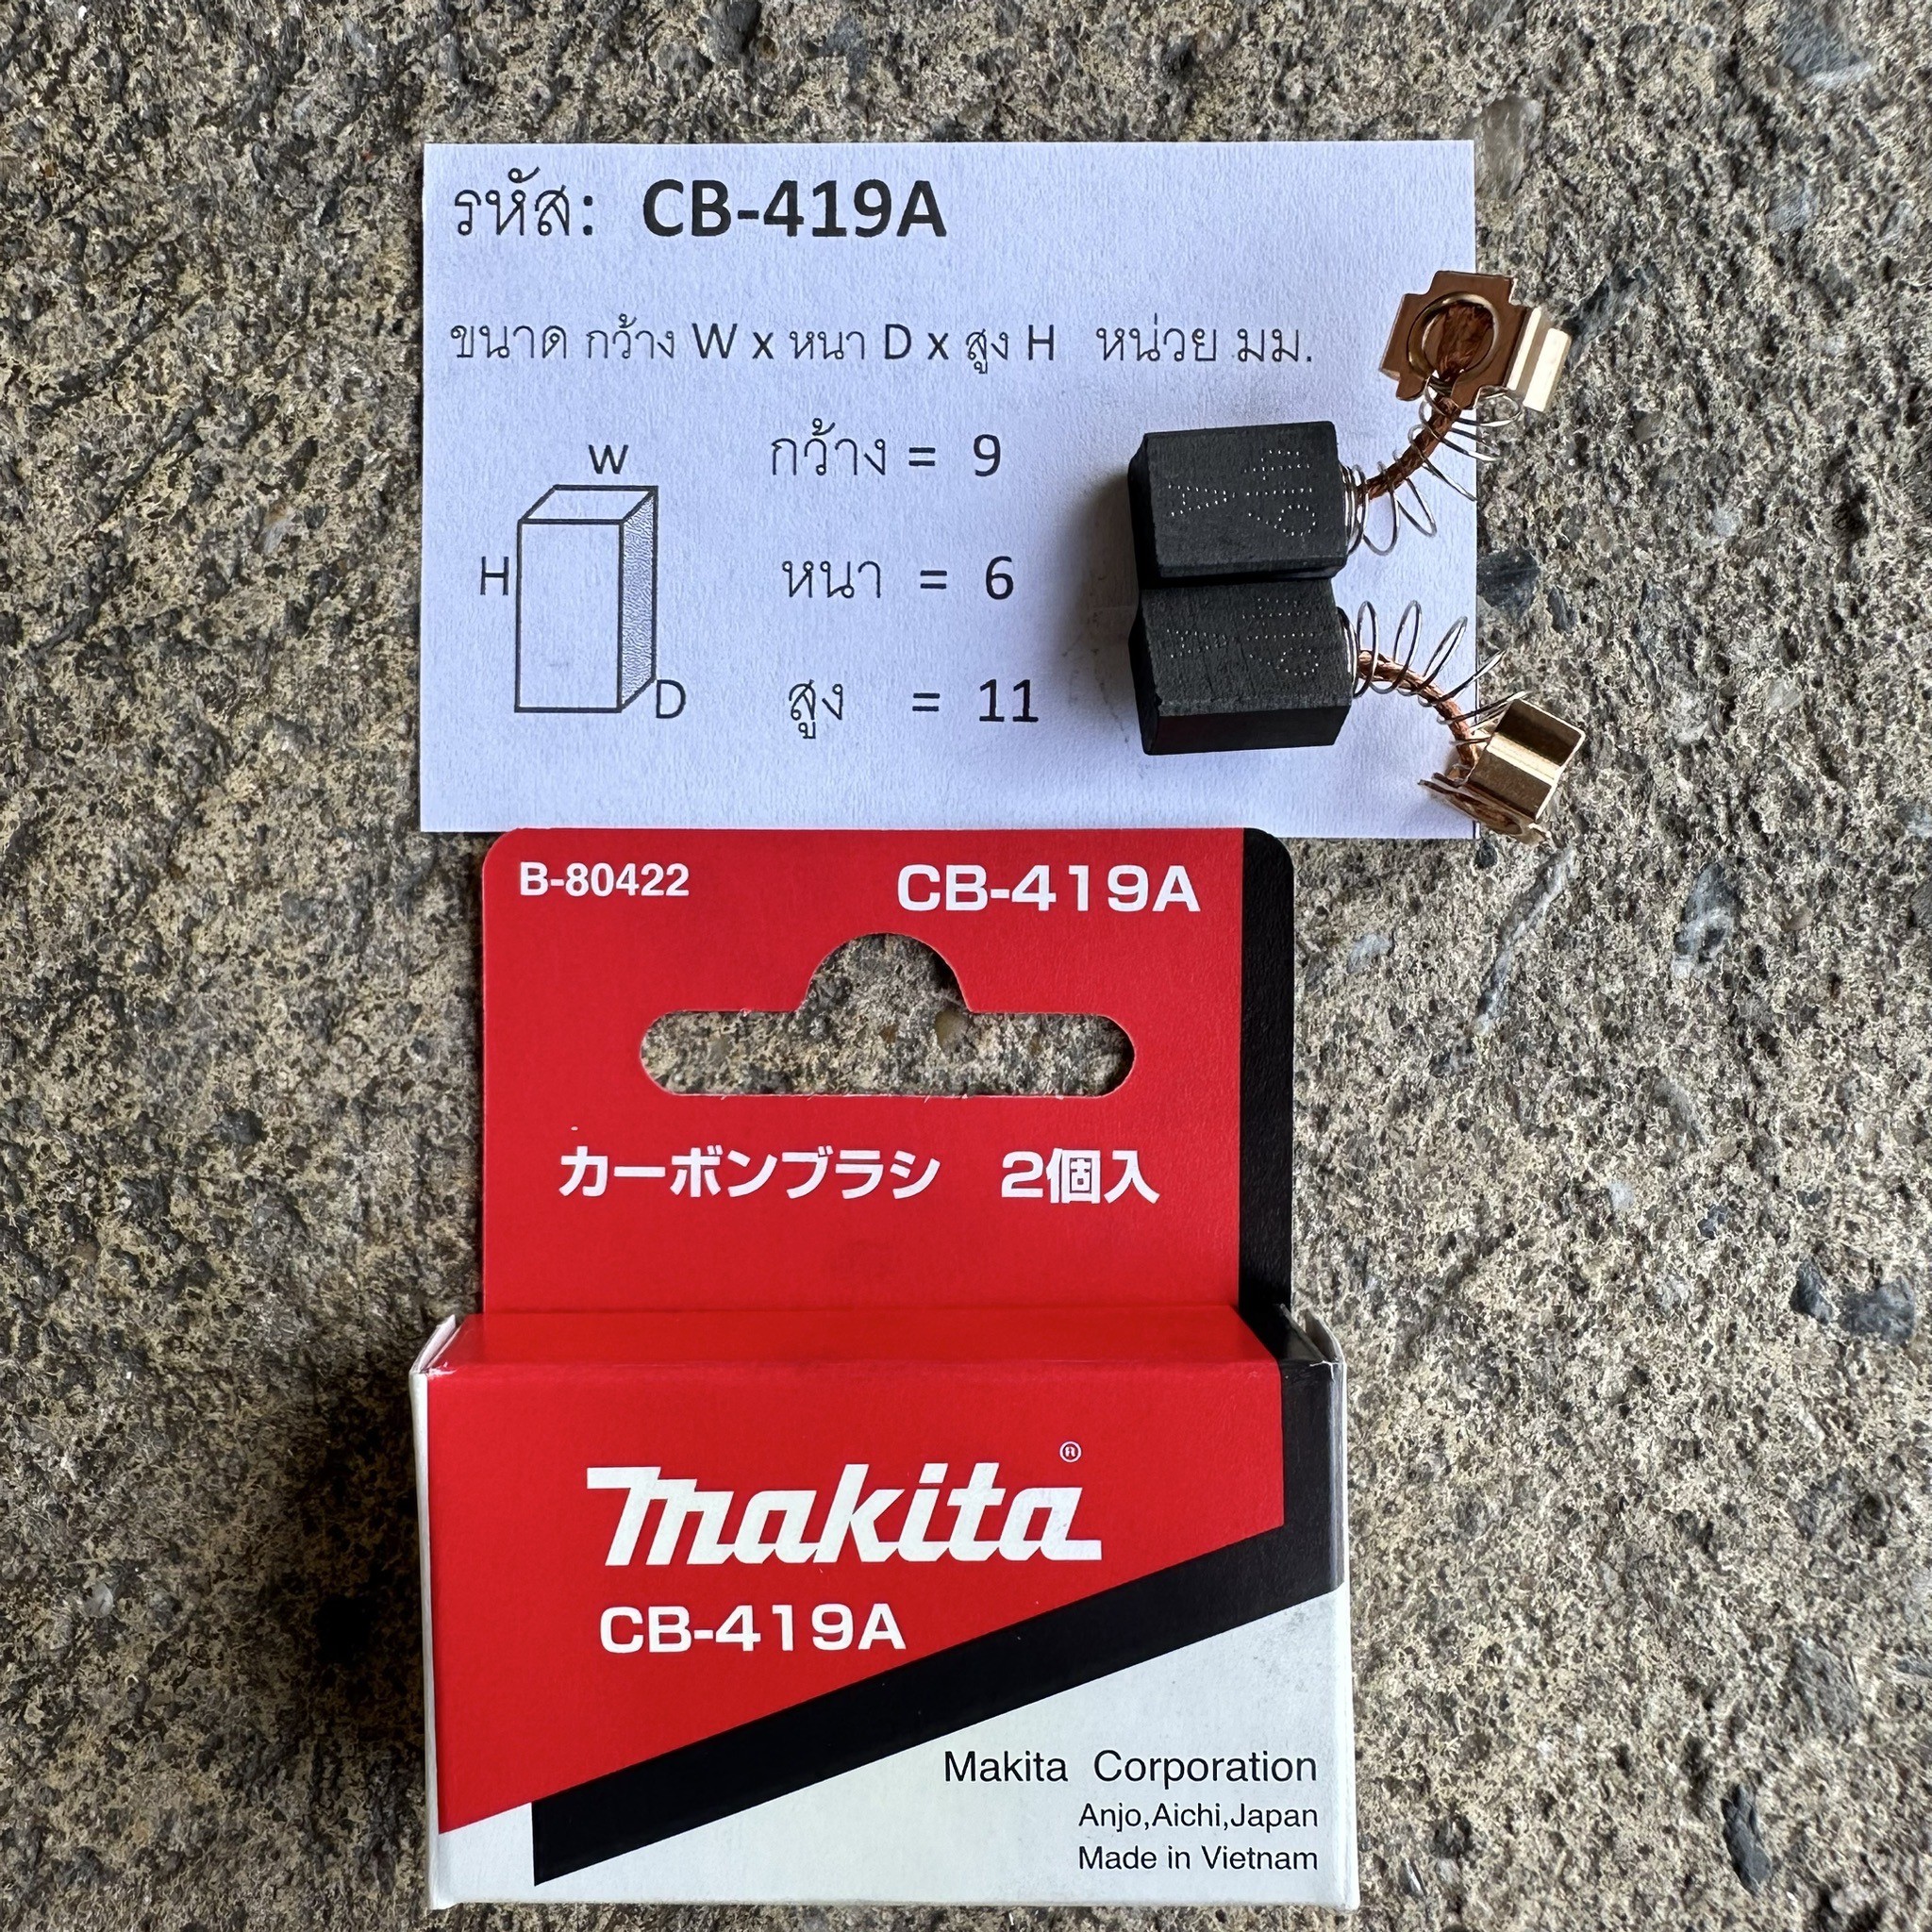 รหัส: CB-419A
ขนาด กว้าง W x หนา D x สูง H หน่วย มม.
W
H
D
กว้าง = 9
หนา = 6
สูง = 11
B-80422 CB-419A
カーボンブラシ 2個入
makita®
CB-419A
Makita Corporation
Anjo,Aichi,Japan
Made in Vietnam